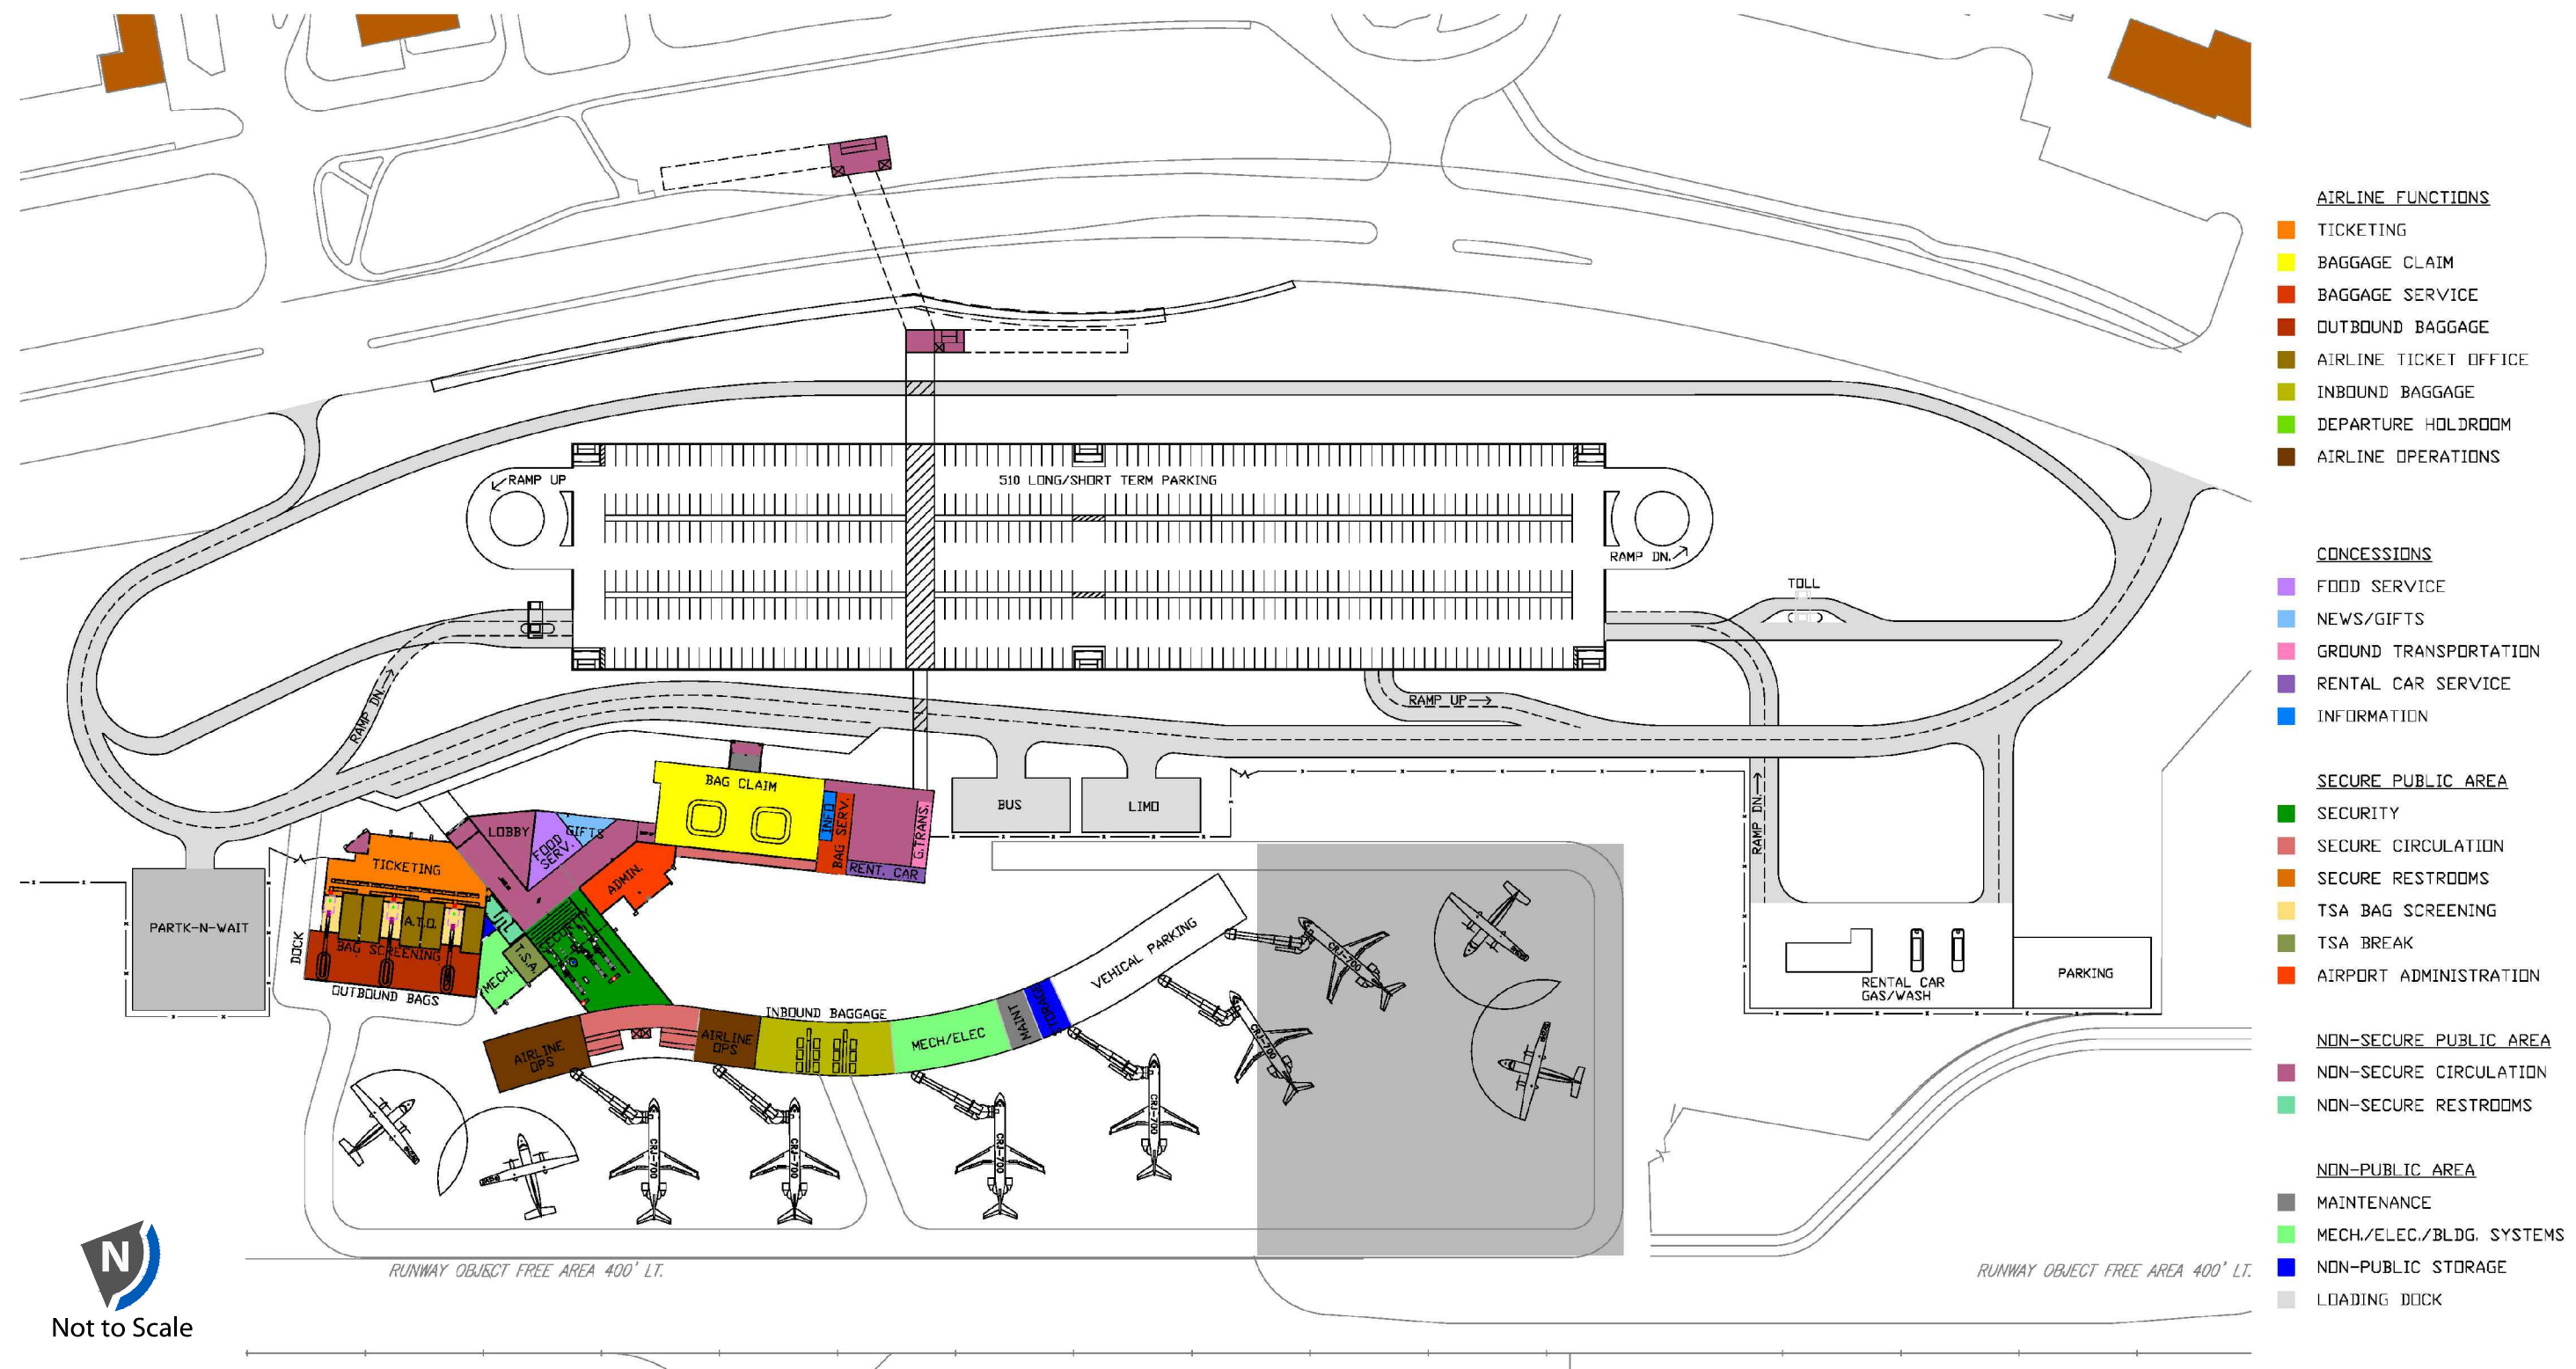 RAMP UP
510 LONG/SHORT TERM PARKING
RAMP DN.
TOLL
RAMP DN.
RAMP UP
BAG CLAIM
BUS
LIMO
RAMP DN.
LOBBY
FOOD
SERV.
GIFTS
INFO
BAG SERV.
G.TRANS.
RENT. CAR
TICKETING
ADMIN.
A.T.O.
PARTK-N-WAIT
DOCK
BAG SCREENING
SECURITY
T.S.A.
MECH.
OUTBOUND BAGS
VEHICAL PARKING
INBOUND BAGGAGE
AIRLINE
OPS
AIRLINE
OPS
MECH/ELEC
MAINT
STORAGE
CRJ-700
CRJ-700
CRJ-700
CRJ-700
CRJ-700
CRJ-700
RENTAL CAR
GAS/WASH
PARKING
RUNWAY OBJECT FREE AREA 400' LT.
RUNWAY OBJECT FREE AREA 400' LT.
N
Not to Scale
AIRLINE FUNCTIONS
TICKETING
BAGGAGE CLAIM
BAGGAGE SERVICE
OUTBOUND BAGGAGE
AIRLINE TICKET OFFICE
INBOUND BAGGAGE
DEPARTURE HOLDROOM
AIRLINE OPERATIONS
CONCESSIONS
FOOD SERVICE
NEWS/GIFTS
GROUND TRANSPORTATION
RENTAL CAR SERVICE
INFORMATION
SECURE PUBLIC AREA
SECURITY
SECURE CIRCULATION
SECURE RESTROOMS
TSA BAG SCREENING
TSA BREAK
AIRPORT ADMINISTRATION
NON-SECURE PUBLIC AREA
NON-SECURE CIRCULATION
NON-SECURE RESTROOMS
NON-PUBLIC AREA
MAINTENANCE
MECH./ELEC./BLDG. SYSTEMS
NON-PUBLIC STORAGE
LOADING DOCK